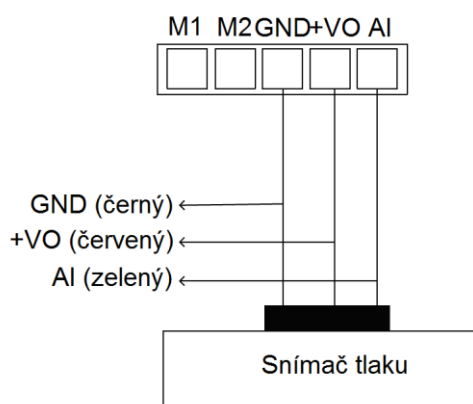 M1 M2 GND +VO AI
GND (černý)
+VO (červený)
AI (zelený)
Snímač tlaku